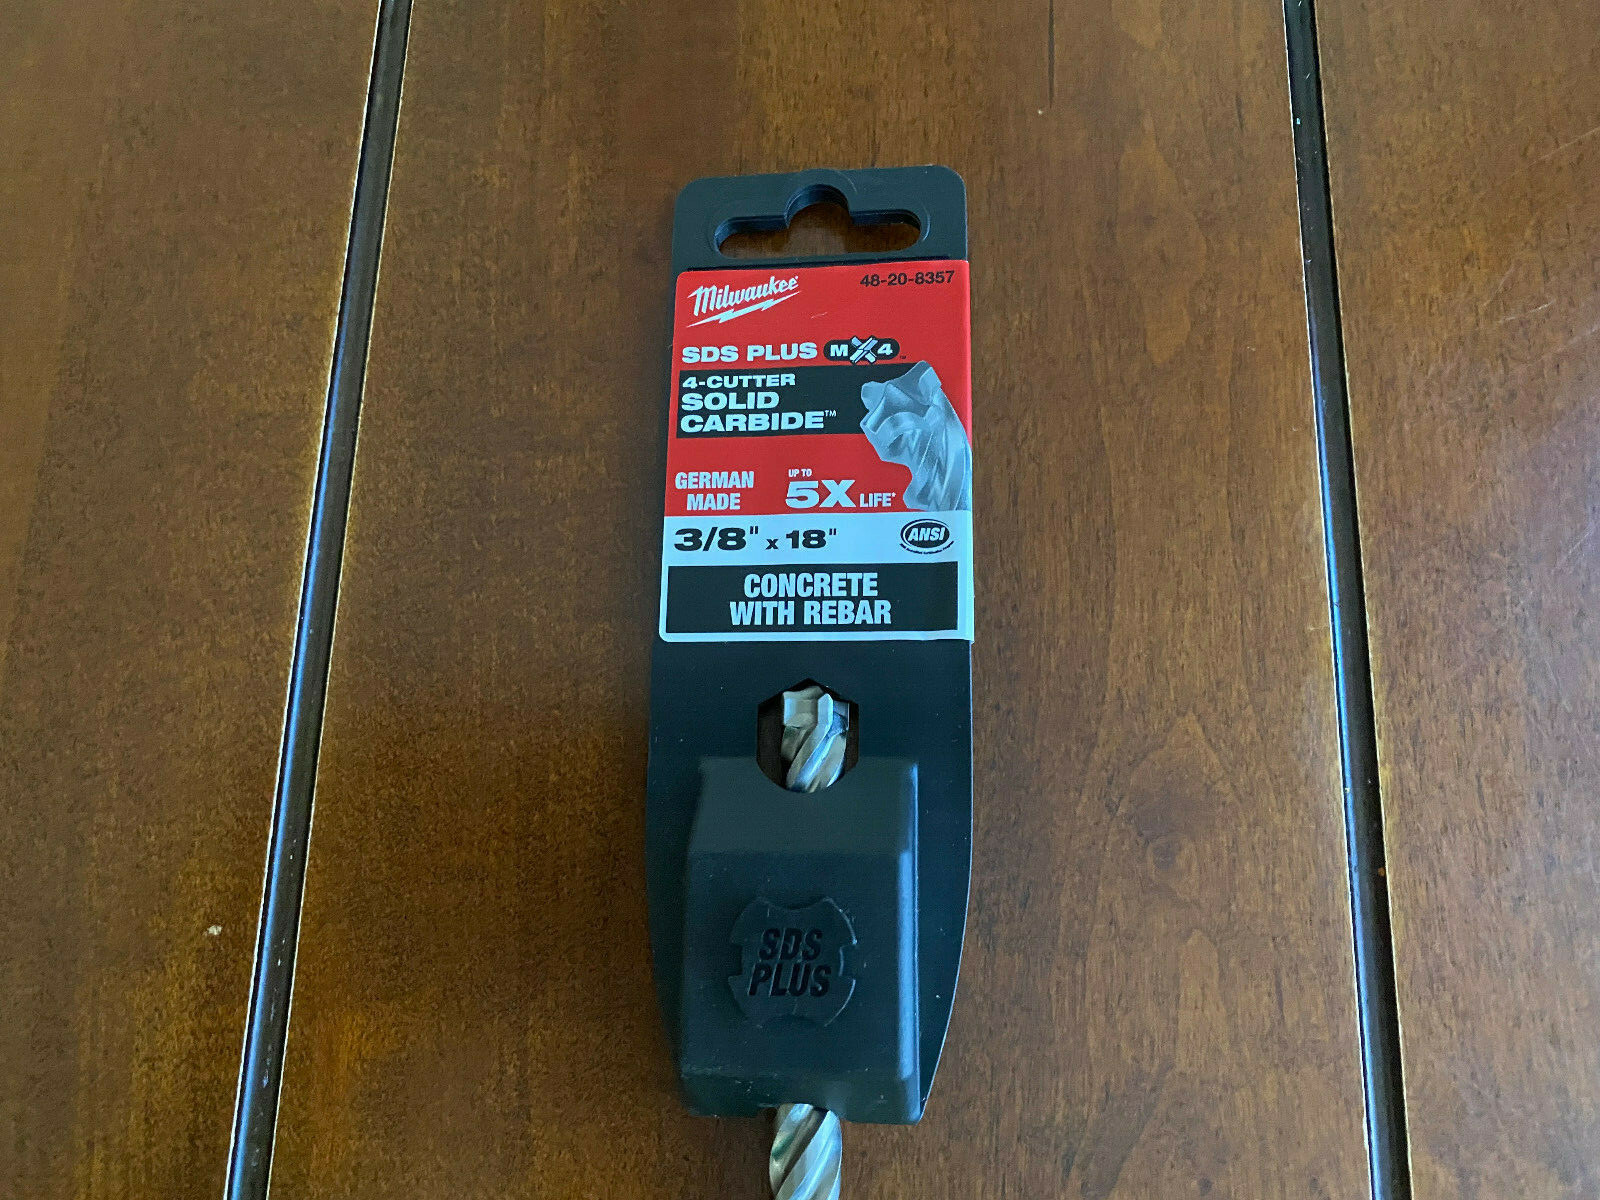 Milwaukee
48-20-8357
SDS PLUS MX4™
4-CUTTER
SOLID
CARBIDE™
GERMAN
MADE
UP TO
5X LIFE*
3/8" x 18"
ANSI
CONCRETE
WITH REBAR
SDS
PLUS